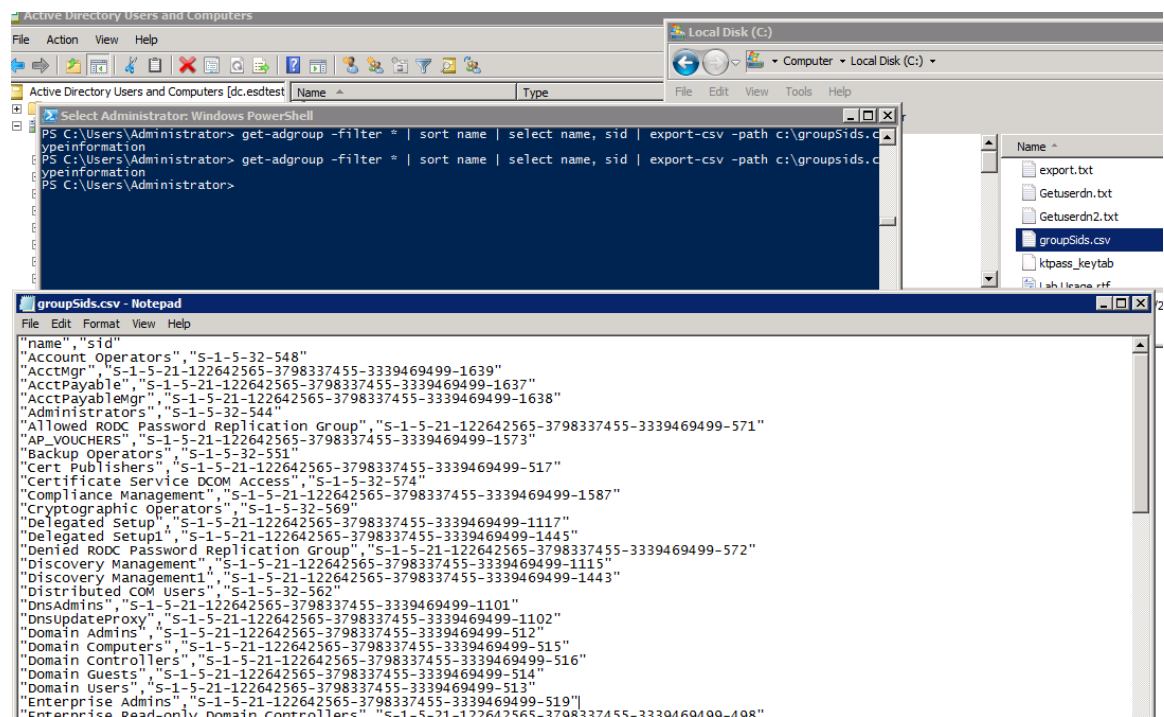 Active Directory Users and Computers
File Action View Help
Active Directory Users and Computers [dc.esdtest
Name
Type
Local Disk (C:)
Computer Local Disk (C:)
File Edit View Tools Help
Select Administrator: Windows PowerShell
PS C:\Users\Administrator> get-adgroup -filter * | sort name | select name, sid | export-csv -path c:\groupSids.c
ypeinformation
PS C:\Users\Administrator> get-adgroup -filter * | sort name | select name, sid | export-csv -path c:\groupsids.c
ypeinformation
PS C:\Users\Administrator>
Name
export.txt
Getuserdn.txt
Getuserdn2.txt
groupSids.csv
ktpass_keytab
Lab Usage.rtf
groupSids.csv - Notepad
File Edit Format View Help
"name","sid"
"Account Operators","S-1-5-32-548"
"AcctMgr","S-1-5-21-122642565-3798337455-3339469499-1639"
"AcctPayable","S-1-5-21-122642565-3798337455-3339469499-1637"
"AcctPayableMgr","S-1-5-21-122642565-3798337455-3339469499-1638"
"Administrators","S-1-5-32-544"
"Allowed RODC Password Replication Group","S-1-5-21-122642565-3798337455-3339469499-571"
"AP_VOUCHERS","S-1-5-21-122642565-3798337455-3339469499-1573"
"Backup Operators","S-1-5-32-551"
"Cert Publishers","S-1-5-21-122642565-3798337455-3339469499-517"
"Certificate Service DCOM Access","S-1-5-32-574"
"Compliance Management","S-1-5-21-122642565-3798337455-3339469499-1587"
"Cryptographic Operators","S-1-5-32-569"
"Delegated Setup","S-1-5-21-122642565-3798337455-3339469499-1117"
"Delegated Setup1","S-1-5-21-122642565-3798337455-3339469499-1445"
"Denied RODC Password Replication Group","S-1-5-21-122642565-3798337455-3339469499-572"
"Discovery Management","S-1-5-21-122642565-3798337455-3339469499-1115"
"Discovery Management1","S-1-5-21-122642565-3798337455-3339469499-1443"
"Distributed COM Users","S-1-5-32-562"
"DnsAdmins","S-1-5-21-122642565-3798337455-3339469499-1101"
"DnsUpdateProxy","S-1-5-21-122642565-3798337455-3339469499-1102"
"Domain Admins","S-1-5-21-122642565-3798337455-3339469499-512"
"Domain Computers","S-1-5-21-122642565-3798337455-3339469499-515"
"Domain Controllers","S-1-5-21-122642565-3798337455-3339469499-516"
"Domain Guests","S-1-5-21-122642565-3798337455-3339469499-514"
"Domain Users","S-1-5-21-122642565-3798337455-3339469499-513"
"Enterprise Admins","S-1-5-21-122642565-3798337455-3339469499-519"
"Enterprise Read-only Domain Controllers","S-1-5-21-122642565-3798337455-3339469499-498"